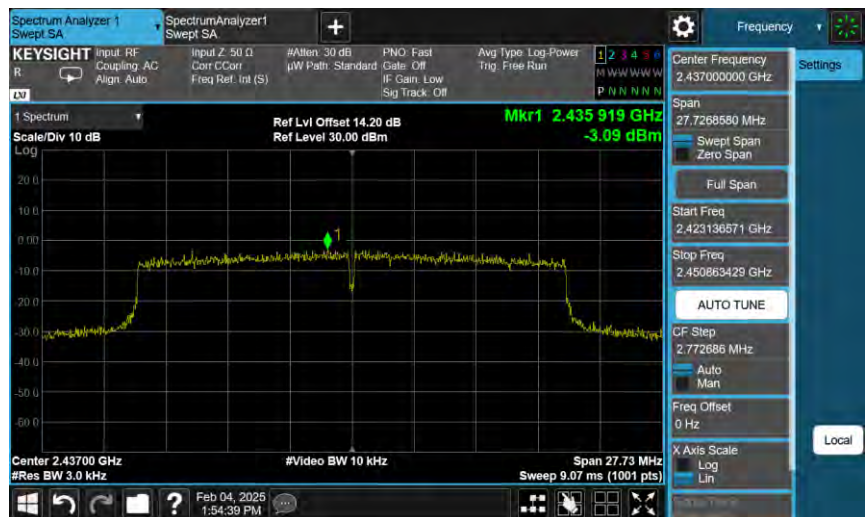 Spectrum Analyzer 1
Swept SA
SpectrumAnalyzer1
Swept SA
+
Frequency
KEYSIGHT
R
LXI
Input: RF
Coupling: AC
Align: Auto
Input Z: 50 Ω
Corr CCorr
Freq Ref: Int (S)
#Atten: 30 dB
µW Path: Standard
PNO: Fast
Gate: Off
IF Gain: Low
Sig Track: Off
Avg Type: Log-Power
Trig: Free Run
1 2 3 4 5 6
M W W W W W
P N N N N N
1 Spectrum
Scale/Div 10 dB
Log
Ref Lvl Offset 14.20 dB
Ref Level 30.00 dBm
Mkr1 2.435 919 GHz
-3.09 dBm
20.0
10.0
0.00
-10.0
-20.0
-30.0
-40.0
-50.0
-60.0
1
Center 2.43700 GHz
#Res BW 3.0 kHz
#Video BW 10 kHz
Span 27.73 MHz
Sweep 9.07 ms (1001 pts)
Feb 04, 2025
1:54:39 PM
?
Center Frequency
2.437000000 GHz
Span
27.7268580 MHz
Swept Span
Zero Span
Full Span
Start Freq
2.423136571 GHz
Stop Freq
2.450863429 GHz
AUTO TUNE
CF Step
2.772686 MHz
Auto
Man
Freq Offset
0 Hz
X Axis Scale
Log
Lin
Settings
Local